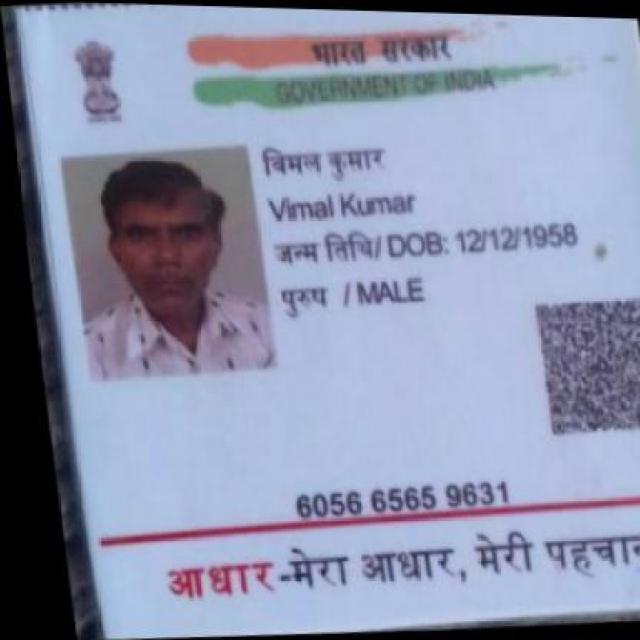 भारत सरकार
GOVERNMENT OF INDIA
विमल कुमार
Vimal Kumar
जन्म तिथि/ DOB: 12/12/1958
पुरुष / MALE
6056 6565 9631
आधार-मेरा आधार, मेरी पहचान